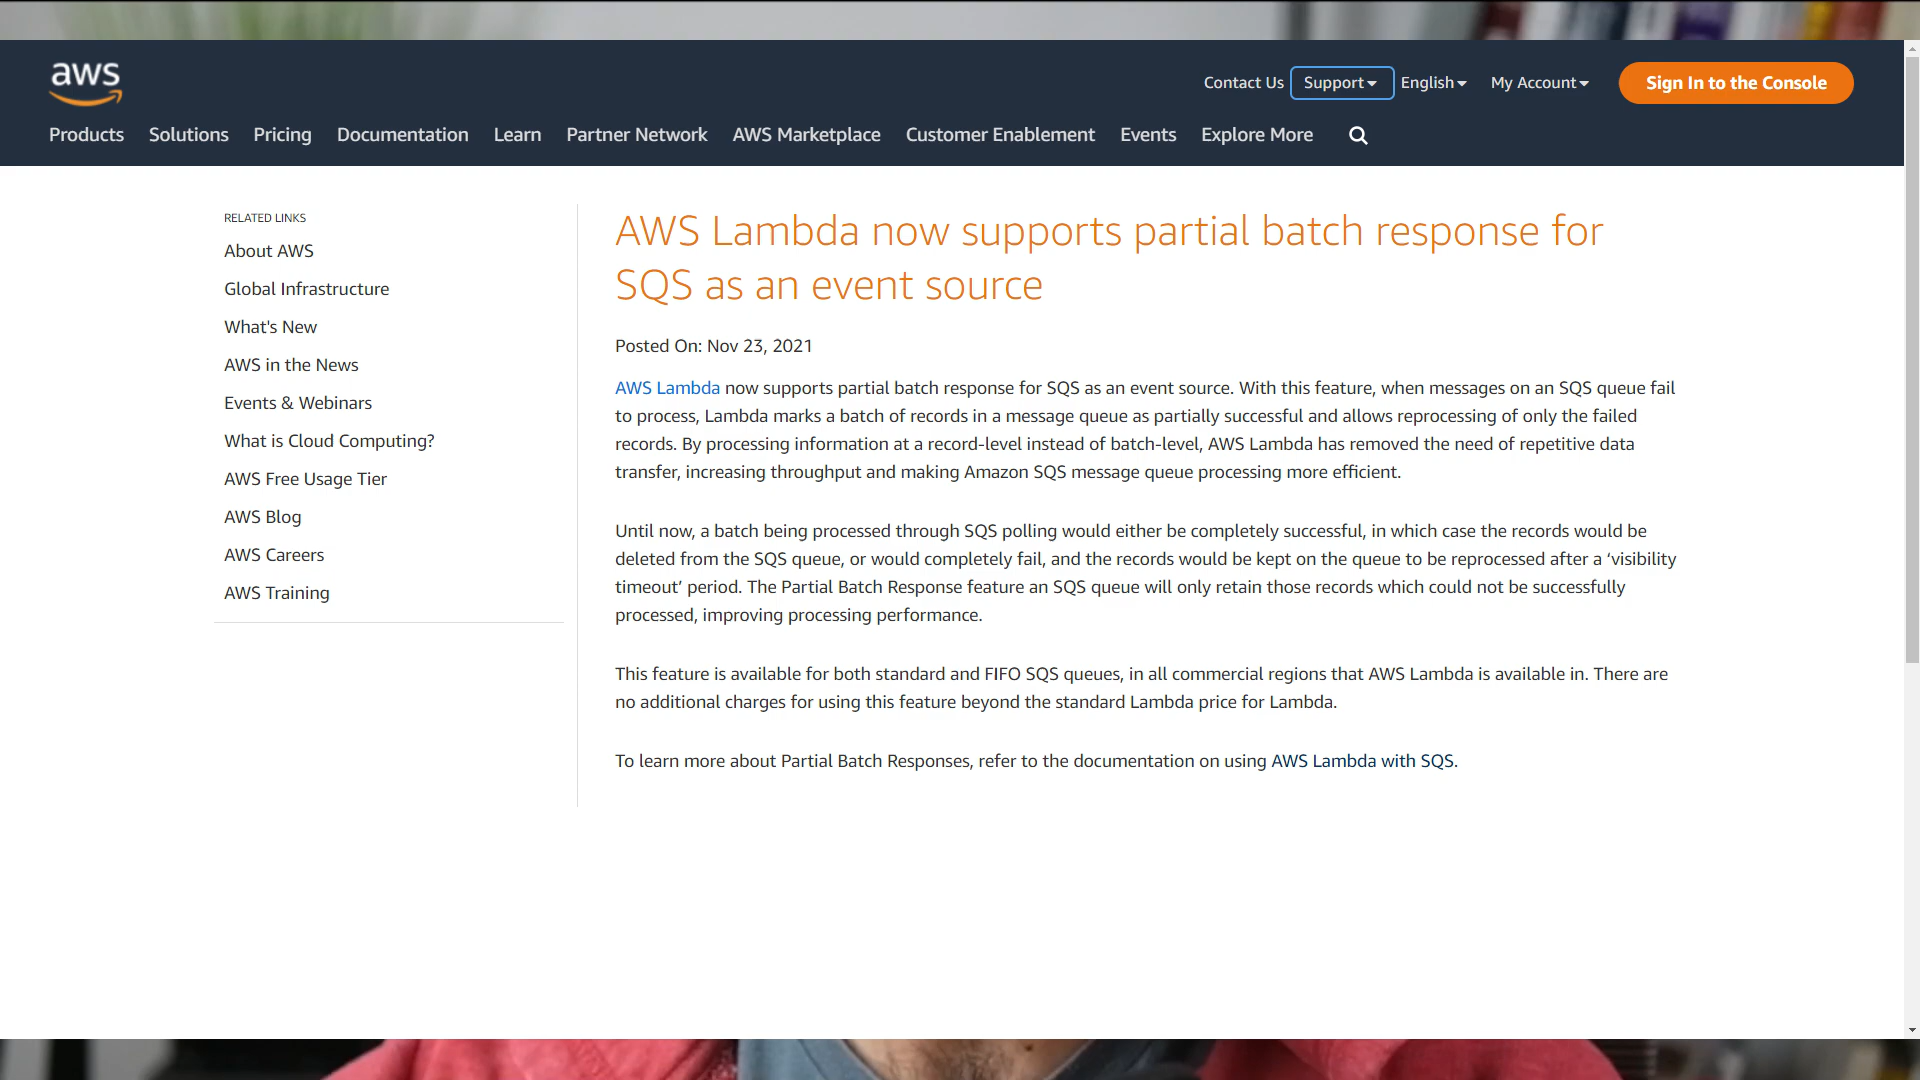 aws
Contact Us Support English My Account Sign In to the Console
Products Solutions Pricing Documentation Learn Partner Network AWS Marketplace Customer Enablement Events Explore More
RELATED LINKS
About AWS
Global Infrastructure
What's New
AWS in the News
Events & Webinars
What is Cloud Computing?
AWS Free Usage Tier
AWS Blog
AWS Careers
AWS Training
AWS Lambda now supports partial batch response for
SQS as an event source
Posted On: Nov 23, 2021
AWS Lambda now supports partial batch response for SQS as an event source. With this feature, when messages on an SQS queue fail
to process, Lambda marks a batch of records in a message queue as partially successful and allows reprocessing of only the failed
records. By processing information at a record-level instead of batch-level, AWS Lambda has removed the need of repetitive data
transfer, increasing throughput and making Amazon SQS message queue processing more efficient.
Until now, a batch being processed through SQS polling would either be completely successful, in which case the records would be
deleted from the SQS queue, or would completely fail, and the records would be kept on the queue to be reprocessed after a ‘visibility
timeout’ period. The Partial Batch Response feature an SQS queue will only retain those records which could not be successfully
processed, improving processing performance.
This feature is available for both standard and FIFO SQS queues, in all commercial regions that AWS Lambda is available in. There are
no additional charges for using this feature beyond the standard Lambda price for Lambda.
To learn more about Partial Batch Responses, refer to the documentation on using AWS Lambda with SQS.